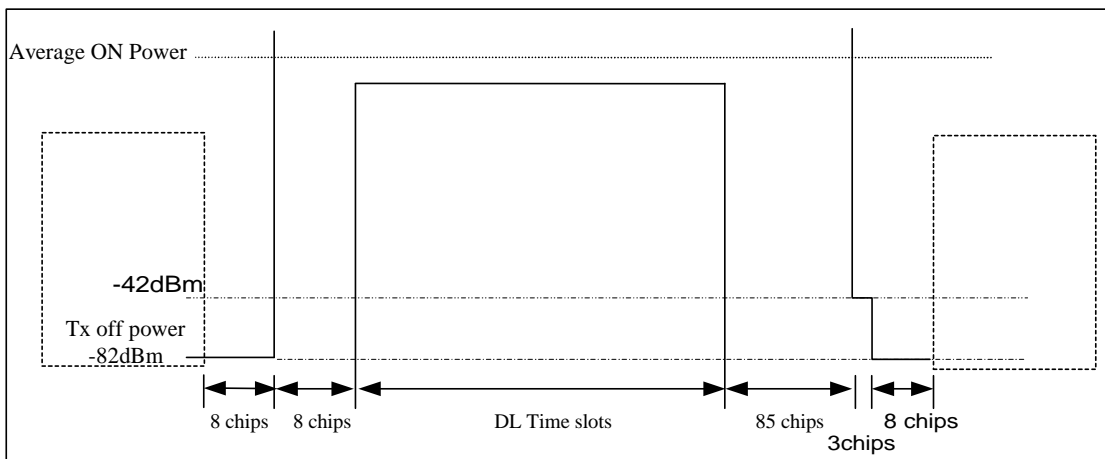 Average ON Power
-42dBm
Tx off power
-82dBm
8 chips
8 chips
DL Time slots
85 chips
3chips
8 chips